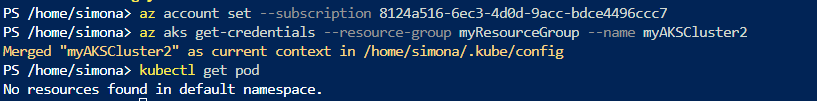 PS /home/simona> az account set --subscription 8124a516-6ec3-4d0d-9acc-bdce4496ccc7
PS /home/simona> az aks get-credentials --resource-group myResourceGroup --name myAKSCluster2
Merged "myAKSCluster2" as current context in /home/simona/.kube/config
PS /home/simona> kubectl get pod
No resources found in default namespace.